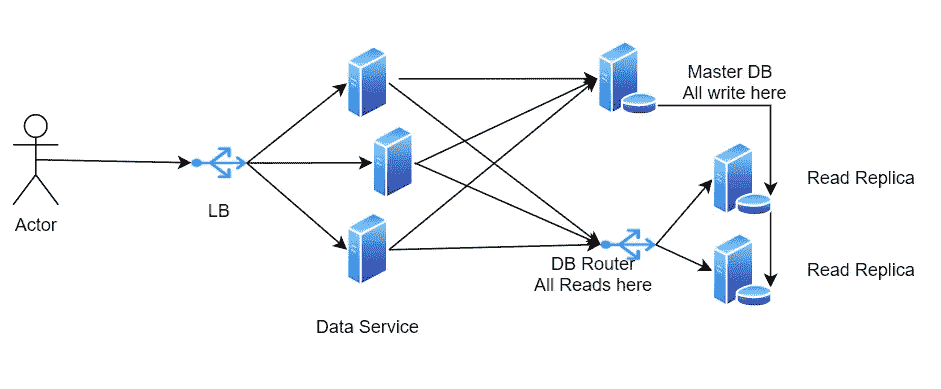 Actor
LB
Data Service
Master DB
All write here
DB Router
All Reads here
Read Replica
Read Replica